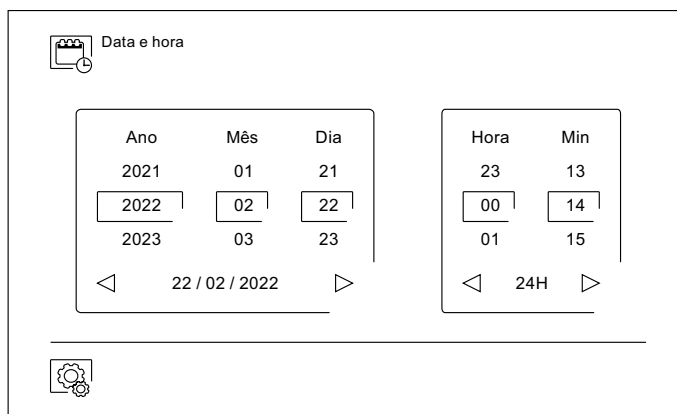 Data e hora
Ano Mês Dia
2021 01 21
2022 02 22
2023 03 23
22 / 02 / 2022
Hora Min
23 13
00 14
01 15
24H